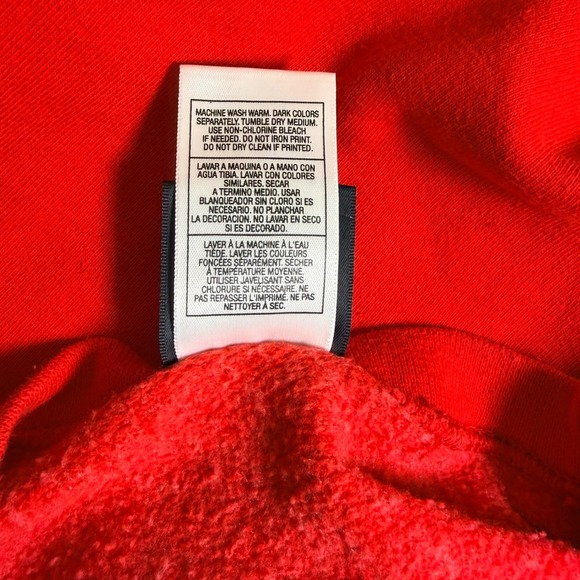 MACHINE WASH WARM. DARK COLORS
SEPARATELY. TUMBLE DRY MEDIUM.
USE NON-CHLORINE BLEACH
IF NEEDED. DO NOT IRON PRINT.
DO NOT DRY CLEAN IF PRINTED.
LAVAR A MAQUINA O A MANO CON
AGUA TIBIA. LAVAR CON COLORES
SIMILARES. SECAR
A TERMINO MEDIO. USAR
BLANQUEADOR SIN CLORO SI ES
NECESARIO. NO PLANCHAR
LA DECORACION. NO LAVAR EN SECO
SI ES DECORADO.
LAVER À LA MACHINE À L'EAU
TIÈDE. LAVER LES COULEURS
FONCÉES SÉPARÉMENT. SÉCHER
À TEMPÉRATURE MOYENNE.
UTILISER JAVELISANT SANS
CHLORURE SI NÉCESSAIRE. NE
PAS REPASSER L'IMPRIMÉ. NE PAS
NETTOYER À SEC.